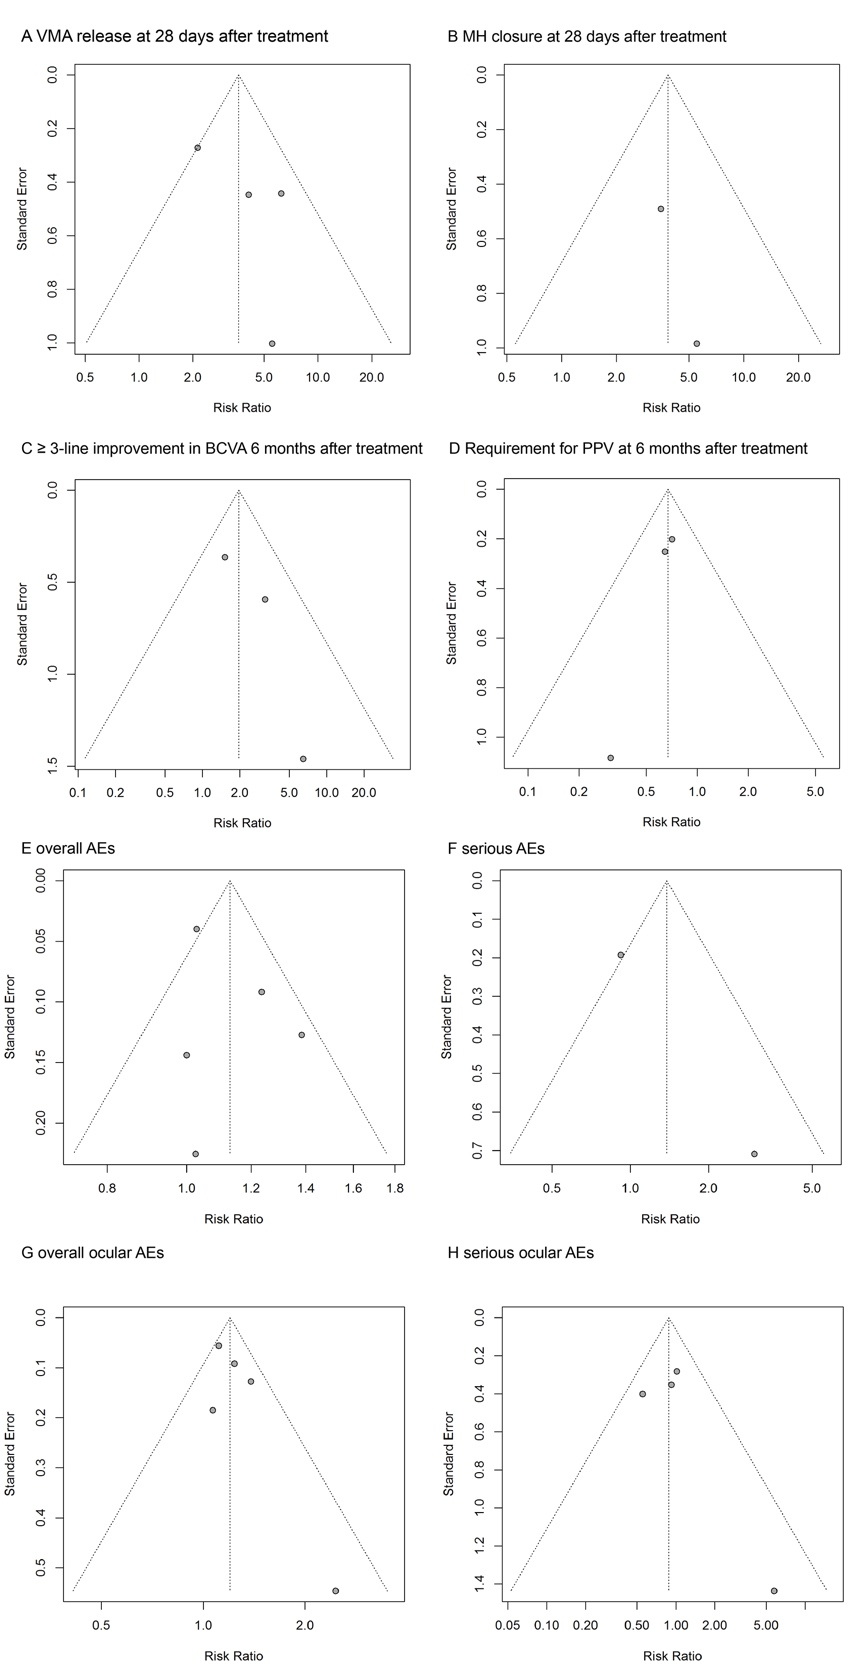 A VMA release at 28 days after treatment
0.0
0.2
0.4
0.6
0.8
1.0
Standard Error
0.5 1.0 2.0 5.0 10.0 20.0
Risk Ratio
B MH closure at 28 days after treatment
0.0
0.2
0.4
0.6
0.8
1.0
Standard Error
0.5 1.0 2.0 5.0 10.0 20.0
Risk Ratio
C ≥ 3-line improvement in BCVA 6 months after treatment
0.0
0.5
1.0
1.5
Standard Error
0.1 0.2 0.5 1.0 2.0 5.0 10.0 20.0
Risk Ratio
D Requirement for PPV at 6 months after treatment
0.0
0.2
0.4
0.6
0.8
1.0
Standard Error
0.1 0.2 0.5 1.0 2.0 5.0
Risk Ratio
E overall AEs
0.00
0.05
0.10
0.15
0.20
Standard Error
0.8 1.0 1.2 1.4 1.6 1.8
Risk Ratio
F serious AEs
0.0
0.1
0.2
0.3
0.4
0.5
0.6
0.7
Standard Error
0.5 1.0 2.0 5.0
Risk Ratio
G overall ocular AEs
0.0
0.1
0.2
0.3
0.4
0.5
Standard Error
0.5 1.0 2.0
Risk Ratio
H serious ocular AEs
0.0
0.2
0.4
0.6
0.8
1.0
1.2
1.4
Standard Error
0.05 0.10 0.20 0.50 1.00 2.00 5.00
Risk Ratio